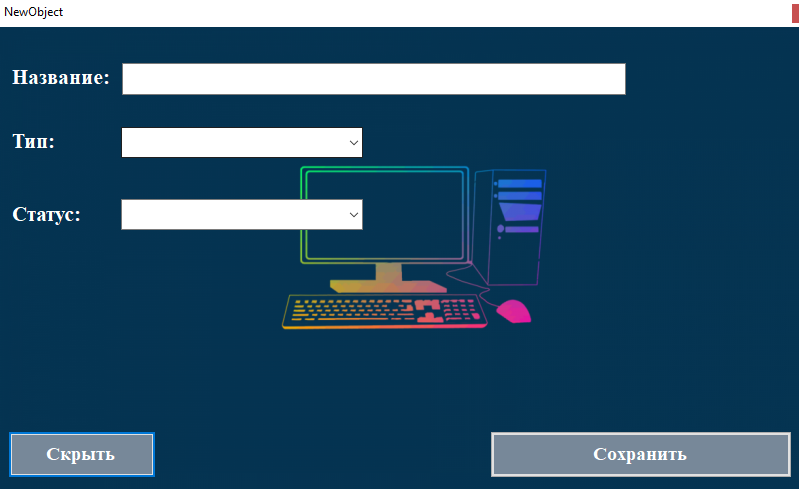 NewObject
Название:
Тип:
Статус:
Скрыть
Сохранить